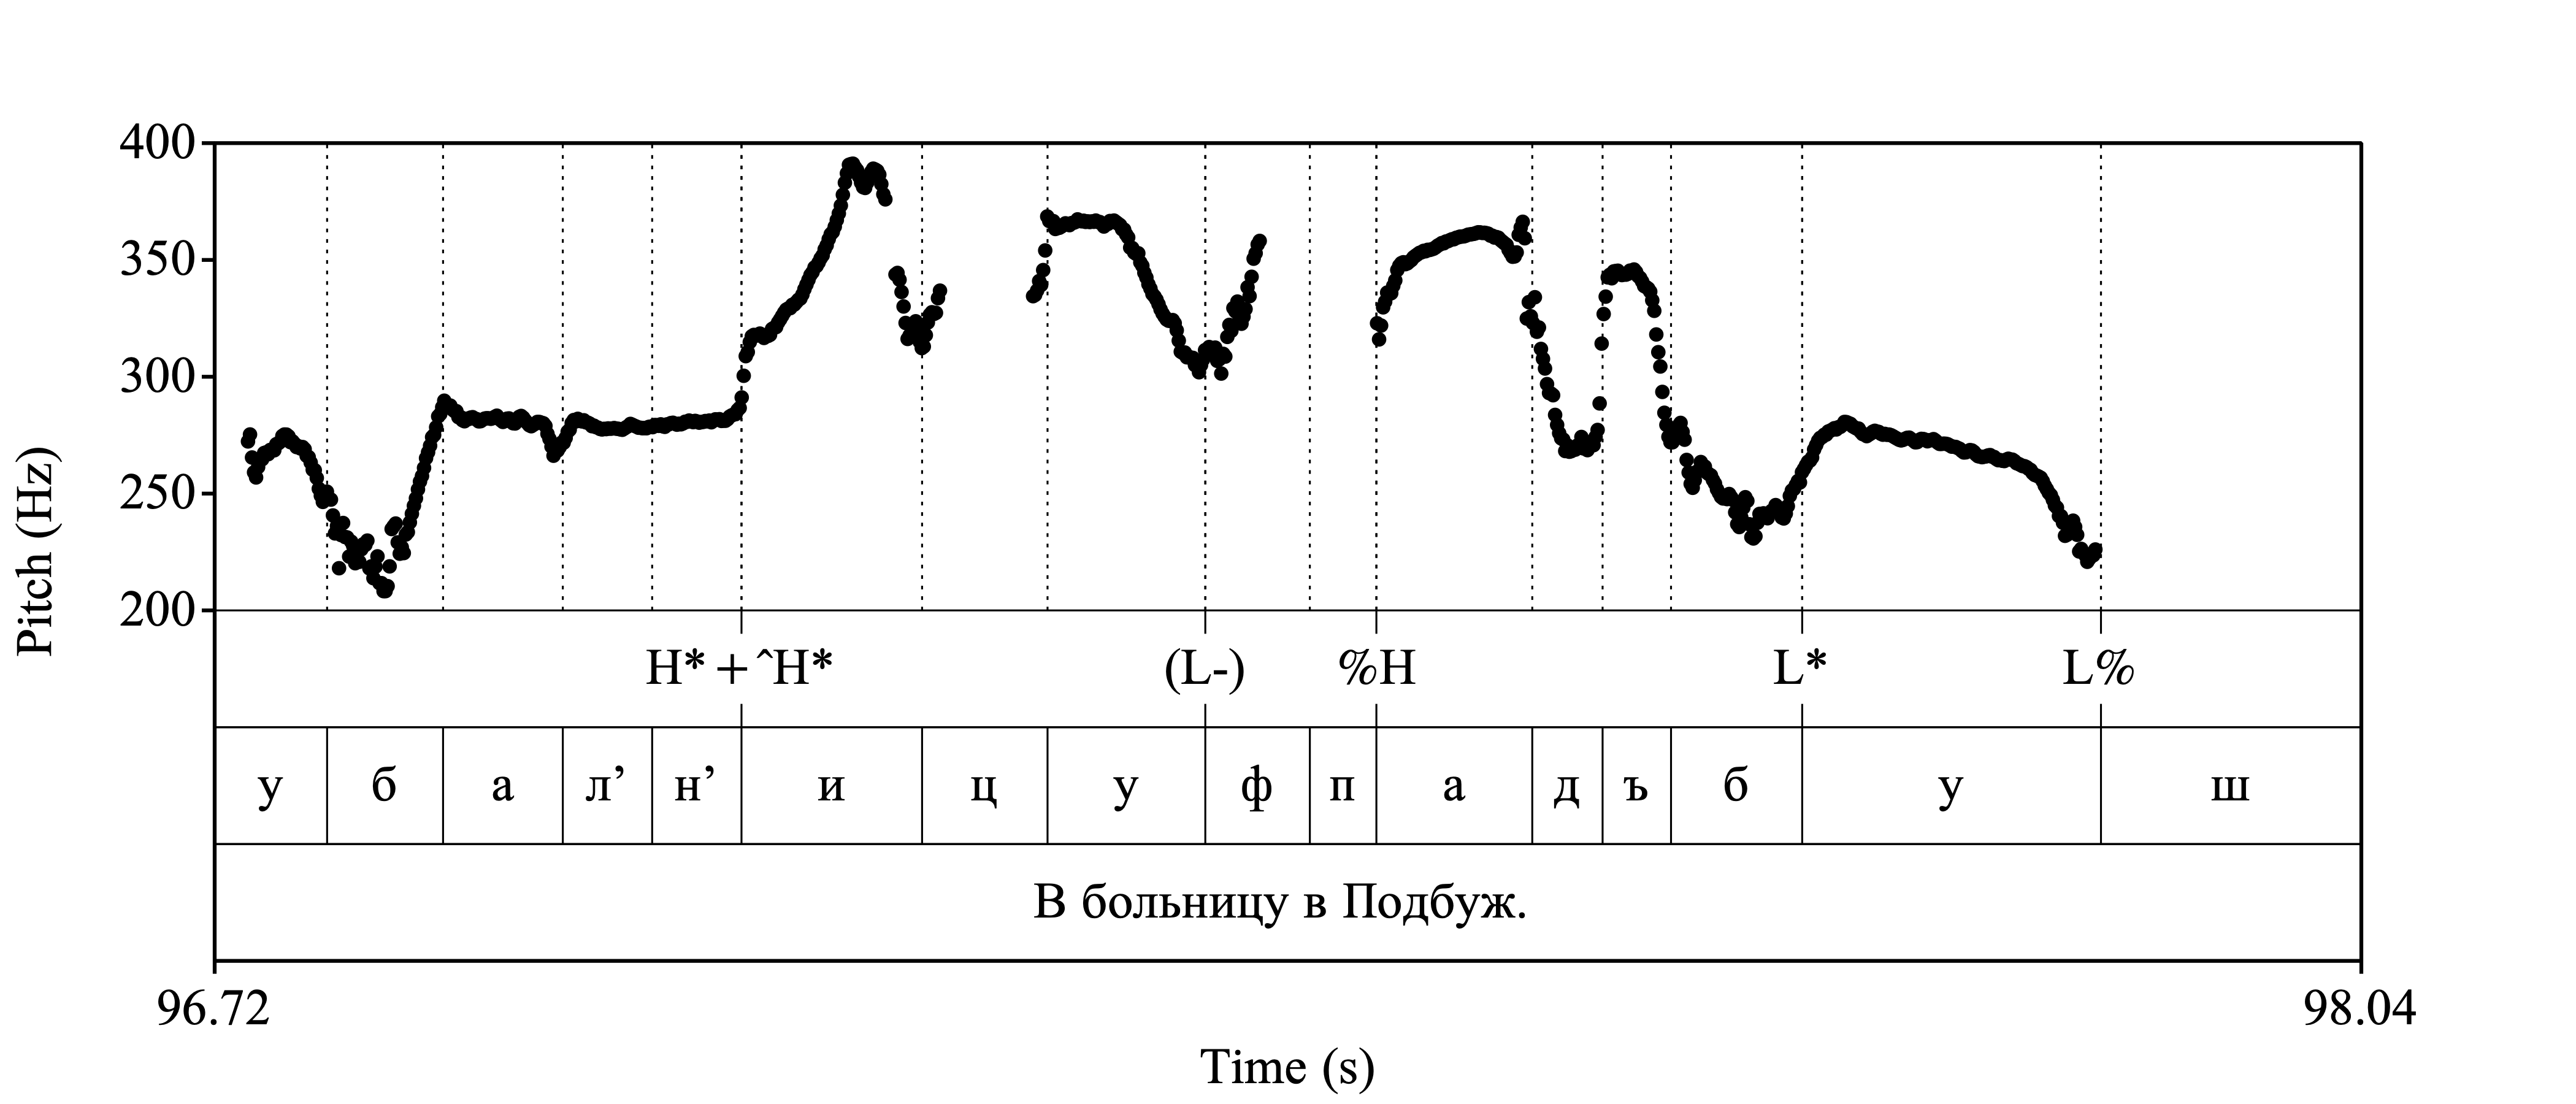 400
350
300
250
200
Pitch (Hz)
H* + ^H* (L-) %H L* L%
у б а л’ н’ и ц у ф п а д ъ б у ш
В больницу в Подбуж.
96.72 98.04
Time (s)